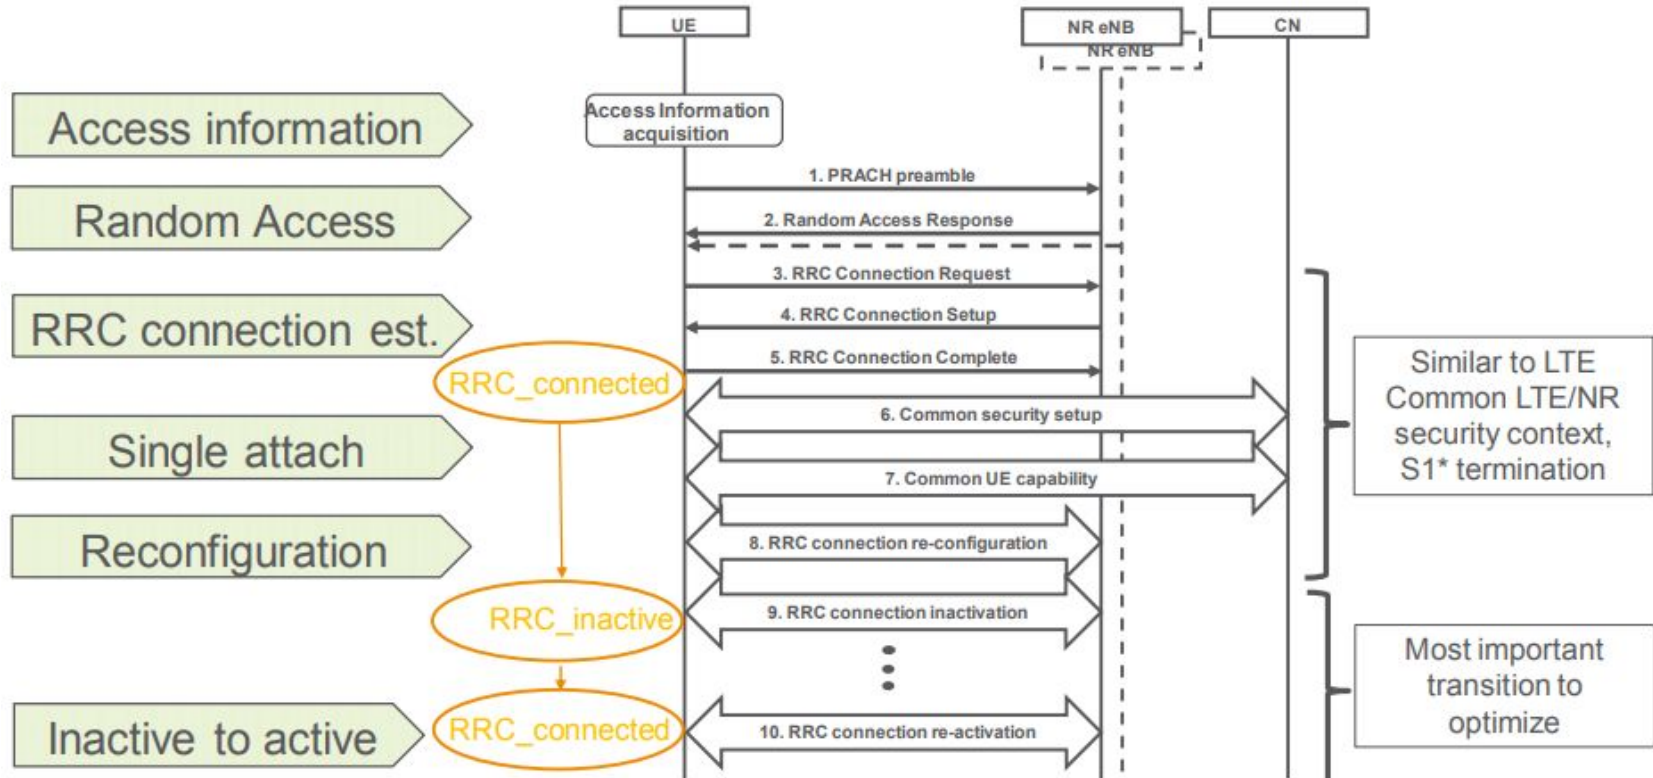 UE
NR eNB
CN
NR eNB
Access information
Access Information
acquisition
1. PRACH preamble
Random Access
2. Random Access Response
3. RRC Connection Request
RRC connection est.
4. RRC Connection Setup
5. RRC Connection Complete
RRC_connected
6. Common security setup
Similar to LTE
Common LTE/NR
security context,
S1* termination
Single attach
7. Common UE capability
Reconfiguration
8. RRC connection re-configuration
RRC_inactive
9. RRC connection inactivation
Most important
transition to
optimize
Inactive to active
RRC_connected
10. RRC connection re-activation